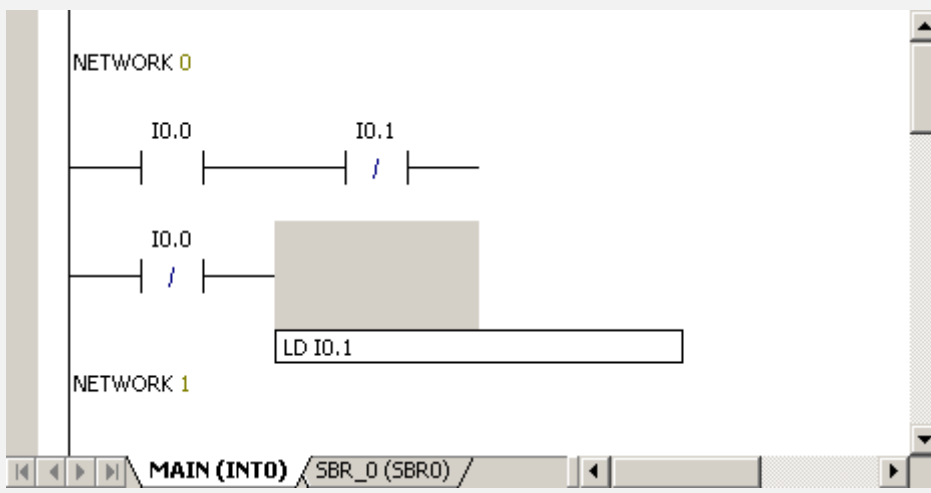 NETWORK 0
I0.0 I0.1
/
I0.0
/
LD I0.1
NETWORK 1
MAIN (INT0) SBR_0 (SBR0)